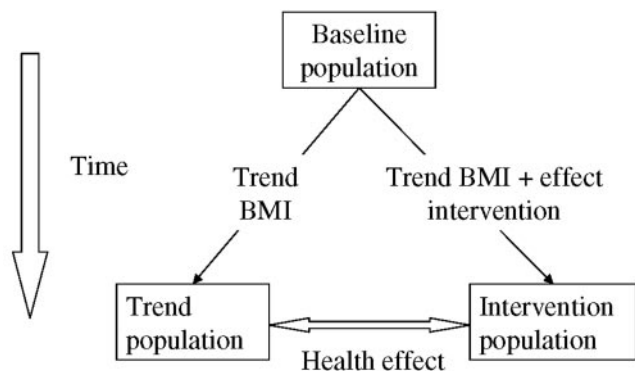 Baseline
population
Time
Trend
BMI
Trend BMI + effect
intervention
Trend
population
Intervention
population
Health effect